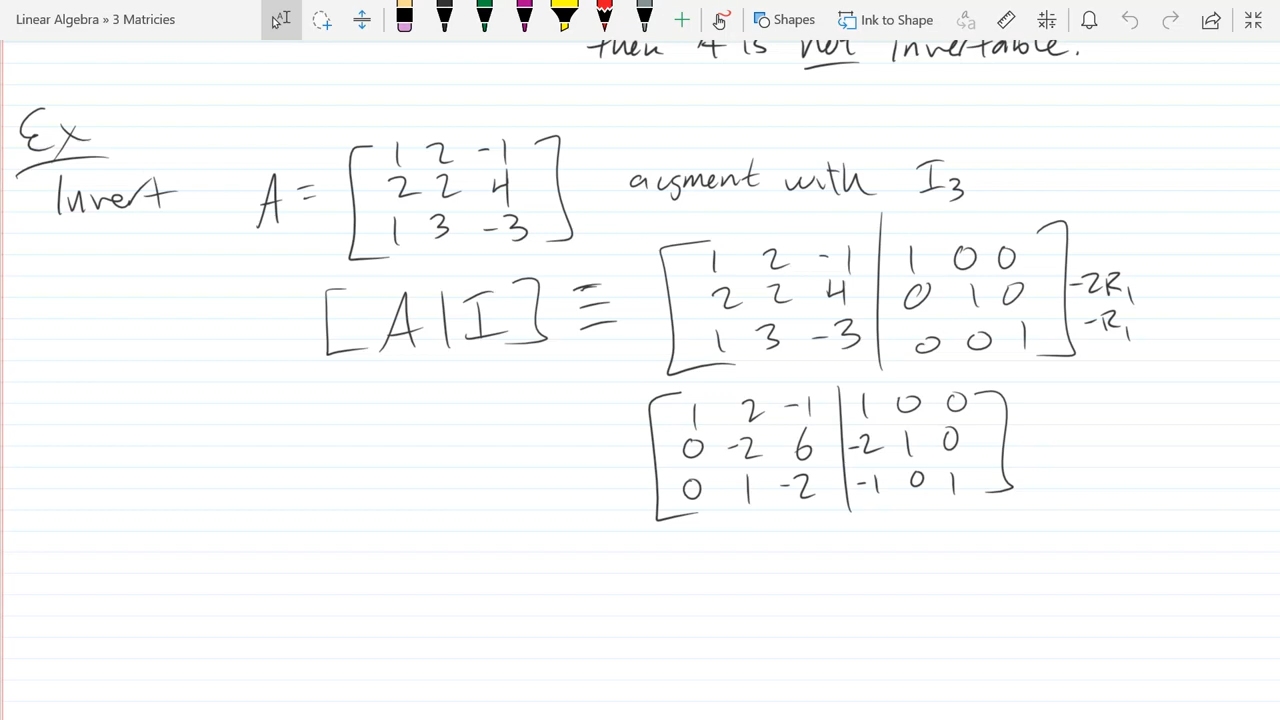 Linear Algebra » 3 Matricies
Shapes
Ink to Shape
then A is not invertable.
Ex
Invert A = [ 1 2 -1
2 2 4
1 3 -3 ]
augment with I3
[A|I] ≡ [ 1 2 -1 | 1 0 0
2 2 4 | 0 1 0 -2R1
1 3 -3 | 0 0 1 ] -R1
[ 1 2 -1 | 1 0 0
0 -2 6 | -2 1 0
0 1 -2 | -1 0 1 ]